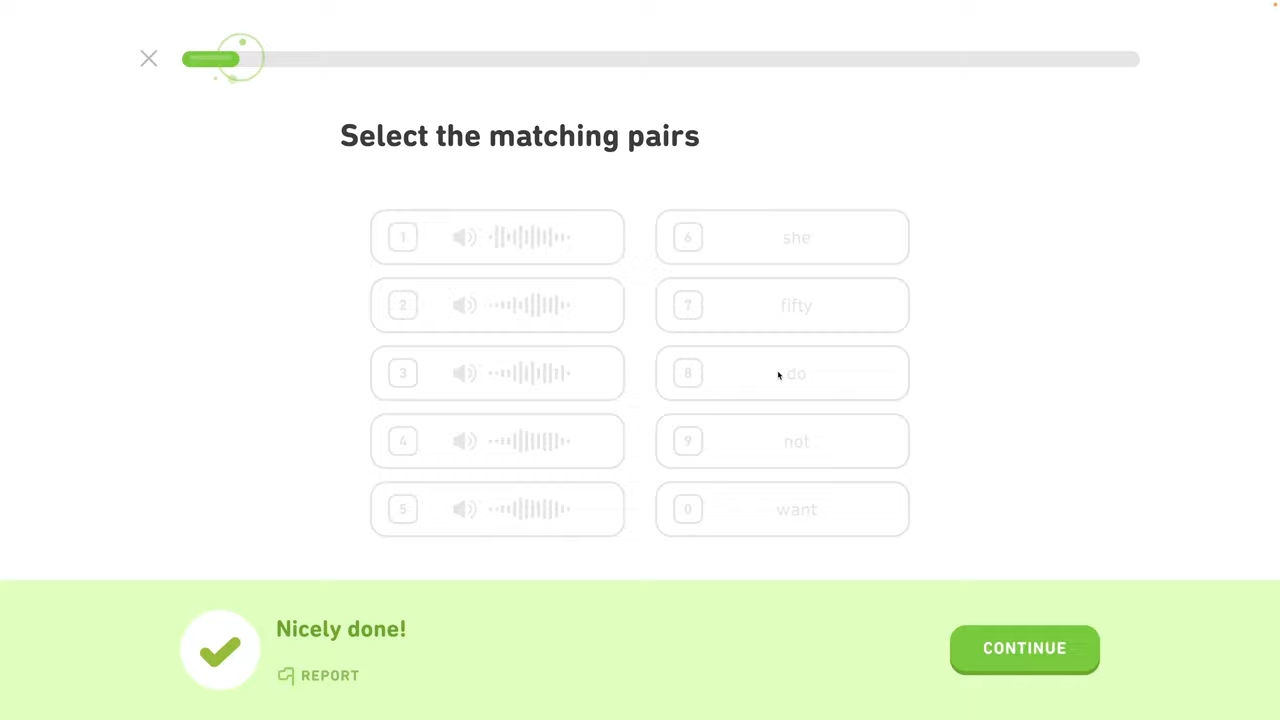 Select the matching pairs
1
6 she
2
7 fifty
3
8 do
4
9 not
5
0 want
Nicely done!
REPORT
CONTINUE